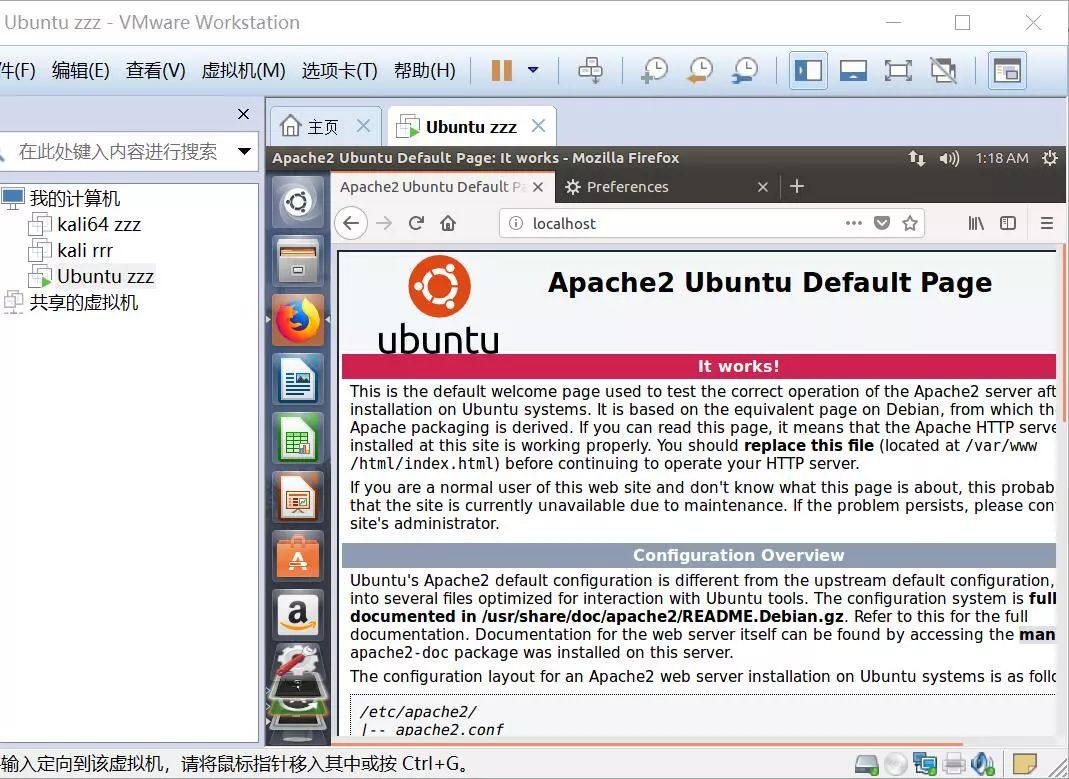 Ubuntu zzz - VMware Workstation
件(F) 编辑(E) 查看(V) 虚拟机(M) 选项卡(T) 帮助(H)
主页 Ubuntu zzz
在此处键入内容进行搜索
我的计算机
kali64 zzz
kali rrr
Ubuntu zzz
共享的虚拟机
Apache2 Ubuntu Default Page: It works - Mozilla Firefox 1:18 AM
Apache2 Ubuntu Default Pa Preferences
localhost
Apache2 Ubuntu Default Page
ubuntu
It works!
This is the default welcome page used to test the correct operation of the Apache2 server aft
installation on Ubuntu systems. It is based on the equivalent page on Debian, from which th
Apache packaging is derived. If you can read this page, it means that the Apache HTTP serve
installed at this site is working properly. You should replace this file (located at /var/www
/html/index.html) before continuing to operate your HTTP server.
If you are a normal user of this web site and don't know what this page is about, this probab
that the site is currently unavailable due to maintenance. If the problem persists, please con
site's administrator.
Configuration Overview
Ubuntu's Apache2 default configuration is different from the upstream default configuration,
into several files optimized for interaction with Ubuntu tools. The configuration system is full
documented in /usr/share/doc/apache2/README.Debian.gz. Refer to this for the full
documentation. Documentation for the web server itself can be found by accessing the man
apache2-doc package was installed on this server.
The configuration layout for an Apache2 web server installation on Ubuntu systems is as follo
/etc/apache2/
|-- apache2.conf
输入定向到该虚拟机，请将鼠标指针移入其中或按 Ctrl+G。